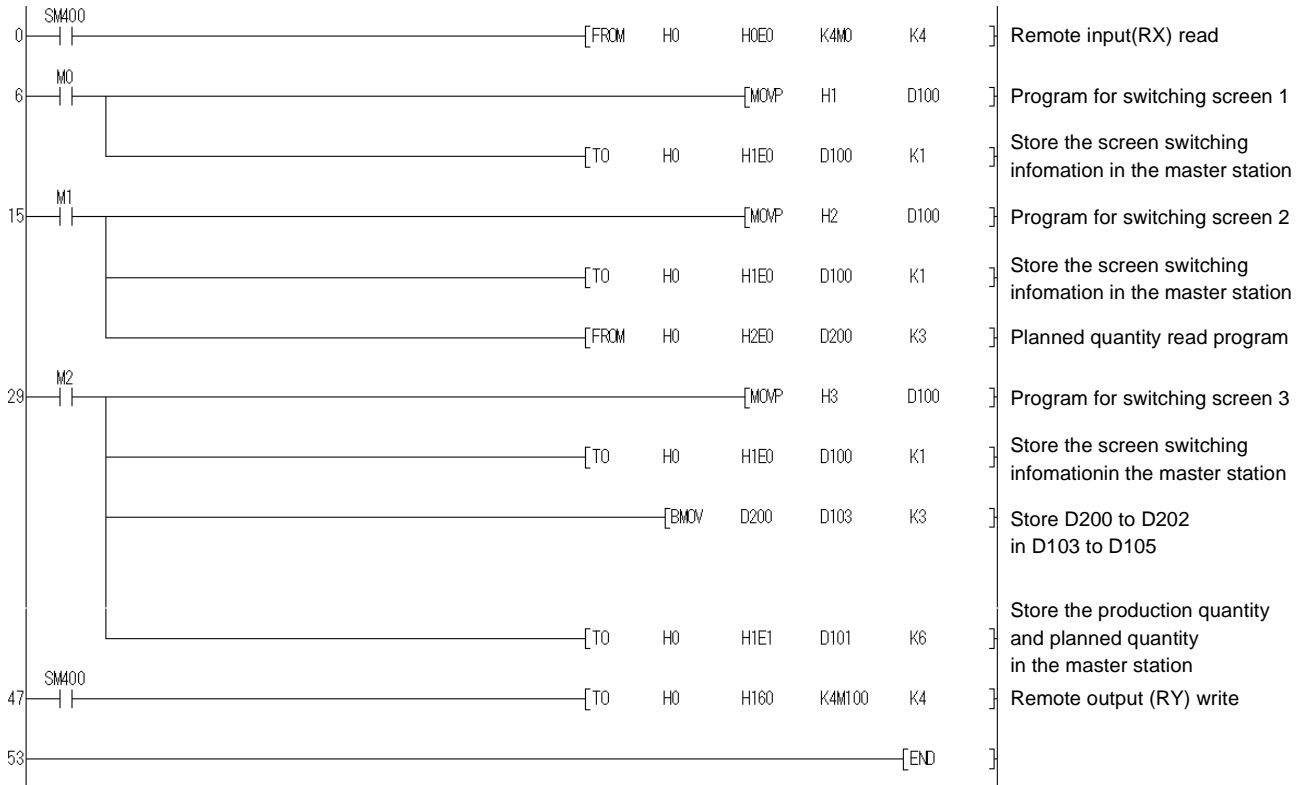 SM400
0 [FROM H0 H0E0 K4M0 K4 ] Remote input(RX) read
M0
6 [MOVP H1 D100 ] Program for switching screen 1
[TO H0 H1E0 D100 K1 ] Store the screen switching
infomation in the master station
M1
15 [MOVP H2 D100 ] Program for switching screen 2
[TO H0 H1E0 D100 K1 ] Store the screen switching
infomation in the master station
[FROM H0 H2E0 D200 K3 ] Planned quantity read program
M2
29 [MOVP H3 D100 ] Program for switching screen 3
[TO H0 H1E0 D100 K1 ] Store the screen switching
infomationin the master station
[BMOV D200 D103 K3 ] Store D200 to D202
in D103 to D105
Store the production quantity
[TO H0 H1E1 D101 K6 ] and planned quantity
in the master station
SM400
47 [TO H0 H160 K4M100 K4 ] Remote output (RY) write
53 [END ]